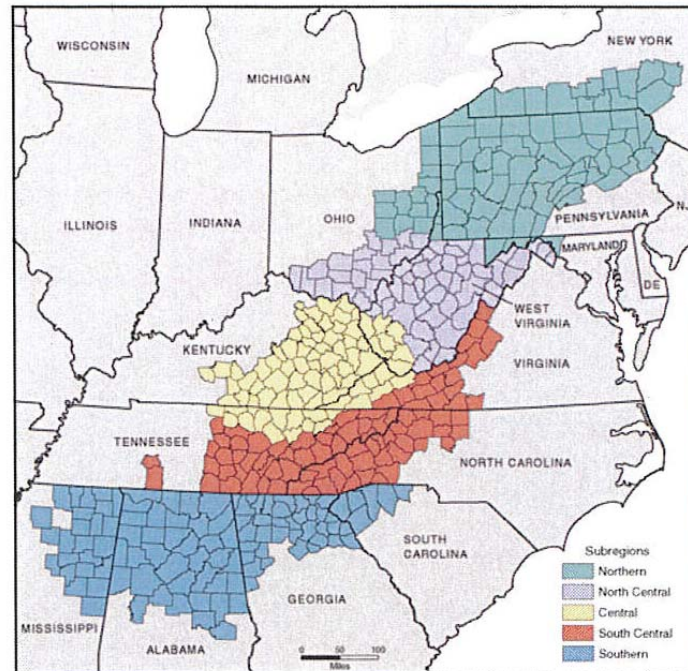 WISCONSIN
NEW YORK
MICHIGAN
ILLINOIS
INDIANA
OHIO
PENNSYLVANIA
N.
MARYLAND
DE
WEST
VIRGINIA
KENTUCKY
VIRGINIA
TENNESSEE
NORTH CAROLINA
SOUTH
CAROLINA
GEORGIA
MISSISSIPPI
ALABAMA
Subregions
Northern
North Central
Central
South Central
Southern
0 50 100
Miles